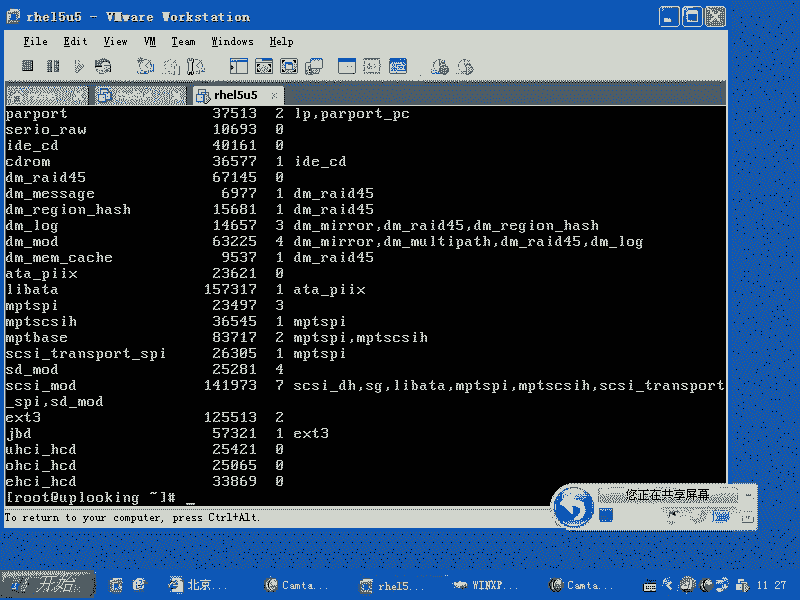 rhel5u5 - VMware Workstation
File Edit View VM Team Windows Help
rhel5u5
parport 37513 2 lp,parport_pc
serio_raw 10693 0
ide_cd 40161 0
cdrom 36577 1 ide_cd
dm_raid45 67145 0
dm_message 6977 1 dm_raid45
dm_region_hash 15681 1 dm_raid45
dm_log 14657 3 dm_mirror,dm_raid45,dm_region_hash
dm_mod 63225 4 dm_mirror,dm_multipath,dm_raid45,dm_log
dm_mem_cache 9537 1 dm_raid45
ata_piix 23621 0
libata 157317 1 ata_piix
mptspi 23497 3
mptscsih 36545 1 mptspi
mptbase 83717 2 mptspi,mptscsih
scsi_transport_spi 26305 1 mptspi
sd_mod 25281 4
scsi_mod 141973 7 scsi_dh,sg,libata,mptspi,mptscsih,scsi_transport
_spi,sd_mod
ext3 125513 2
jbd 57321 1 ext3
uhci_hcd 25421 0
ohci_hcd 25065 0
ehci_hcd 33869 0
[root@uplooking ~]# _
您正在共享屏幕
To return to your computer, press Ctrl+Alt.
开始 北京... Camta... rhel5... WINXP... Camta... 11 27